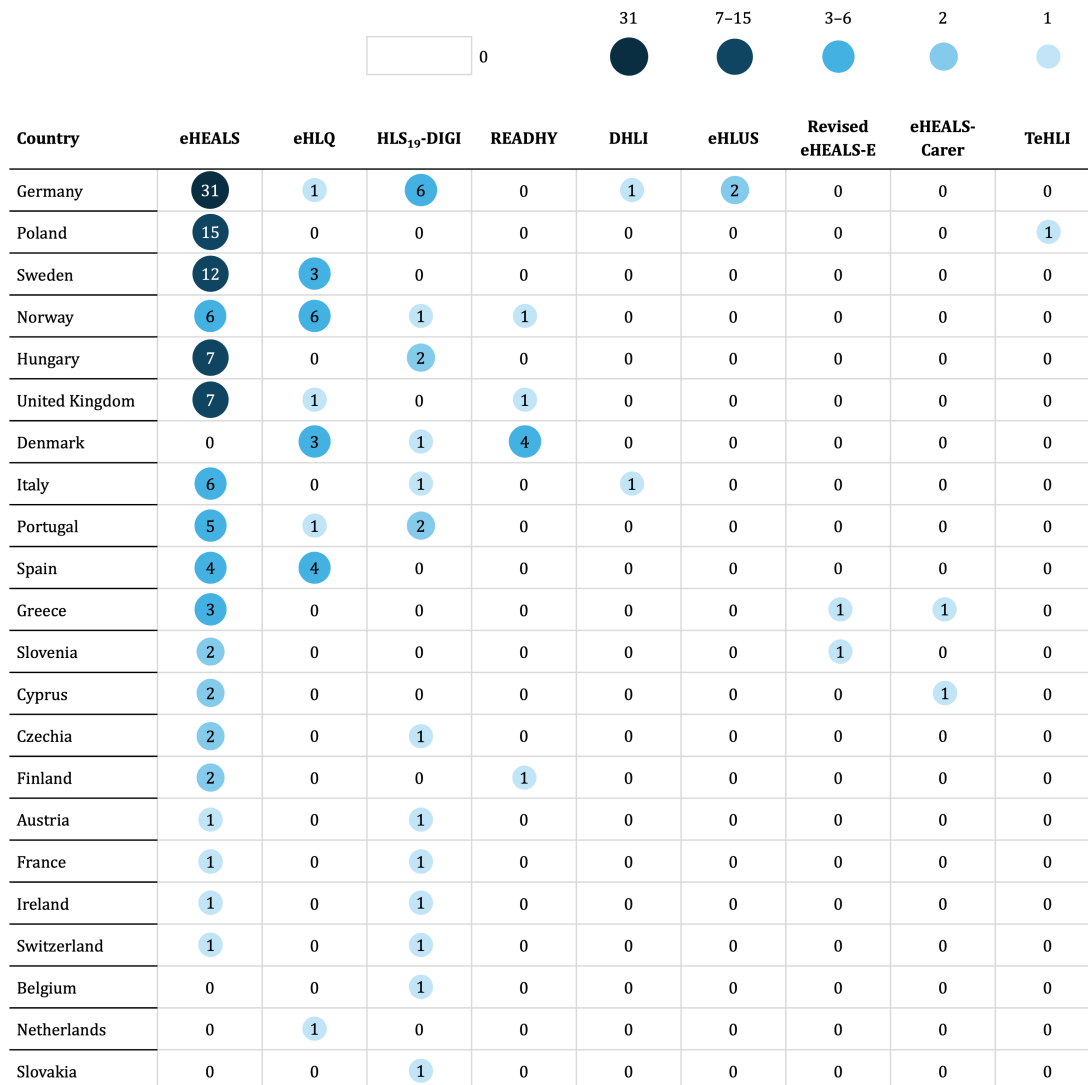 31 7–15 3–6 2 1
0
Country eHEALS eHLQ HLS₁₉-DIGI READHY DHLI eHLUS Revised eHEALS-E eHEALS-Carer TeHLI
Germany 31 1 6 0 1 2 0 0 0
Poland 15 0 0 0 0 0 0 0 1
Sweden 12 3 0 0 0 0 0 0 0
Norway 6 6 1 1 0 0 0 0 0
Hungary 7 0 2 0 0 0 0 0 0
United Kingdom 7 1 0 1 0 0 0 0 0
Denmark 0 3 1 4 0 0 0 0 0
Italy 6 0 1 0 1 0 0 0 0
Portugal 5 1 2 0 0 0 0 0 0
Spain 4 4 0 0 0 0 0 0 0
Greece 3 0 0 0 0 0 1 1 0
Slovenia 2 0 0 0 0 0 1 0 0
Cyprus 2 0 0 0 0 0 0 1 0
Czechia 2 0 1 0 0 0 0 0 0
Finland 2 0 0 1 0 0 0 0 0
Austria 1 0 1 0 0 0 0 0 0
France 1 0 1 0 0 0 0 0 0
Ireland 1 0 1 0 0 0 0 0 0
Switzerland 1 0 1 0 0 0 0 0 0
Belgium 0 0 1 0 0 0 0 0 0
Netherlands 0 1 0 0 0 0 0 0 0
Slovakia 0 0 1 0 0 0 0 0 0